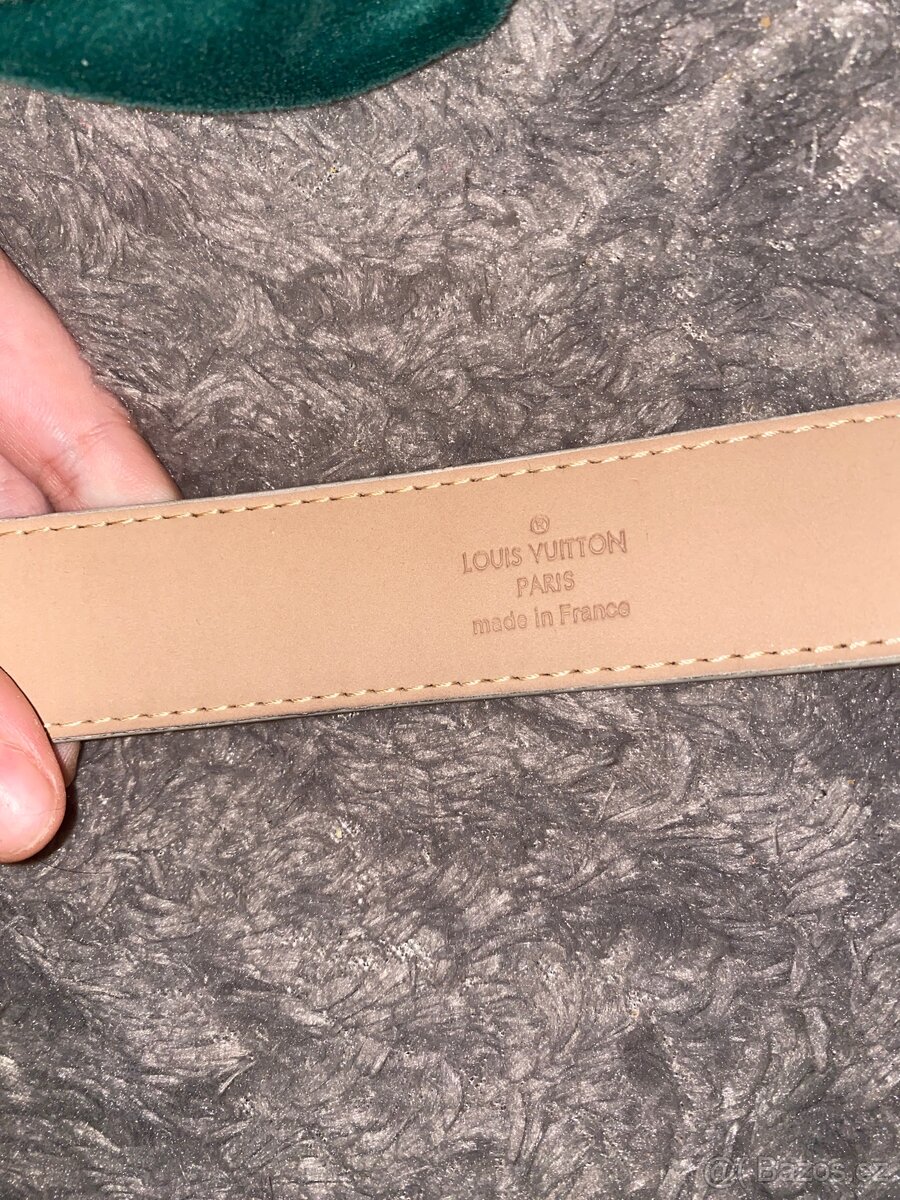 ®
LOUIS VUITTON
PARIS
made in France
Bazos.cz